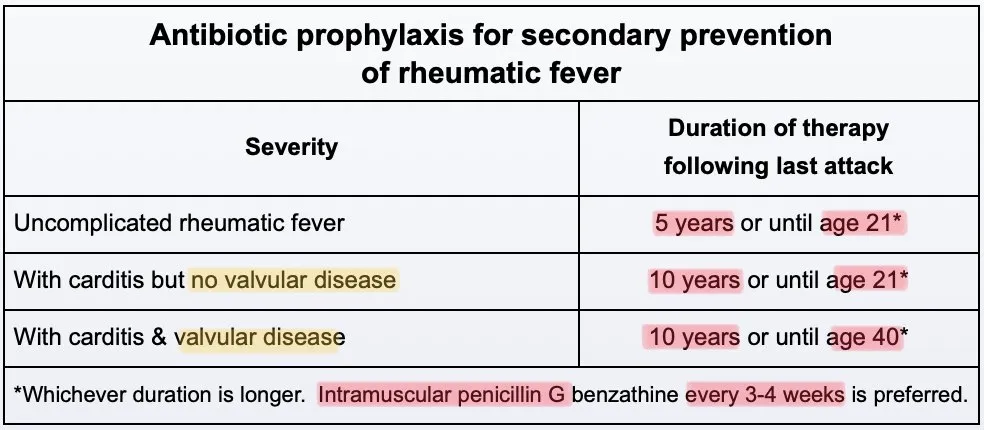 Antibiotic prophylaxis for secondary prevention
of rheumatic fever
Severity
Duration of therapy
following last attack
Uncomplicated rheumatic fever
5 years or until age 21*
With carditis but no valvular disease
10 years or until age 21*
With carditis & valvular disease
10 years or until age 40*
*Whichever duration is longer. Intramuscular penicillin G benzathine every 3-4 weeks is preferred.